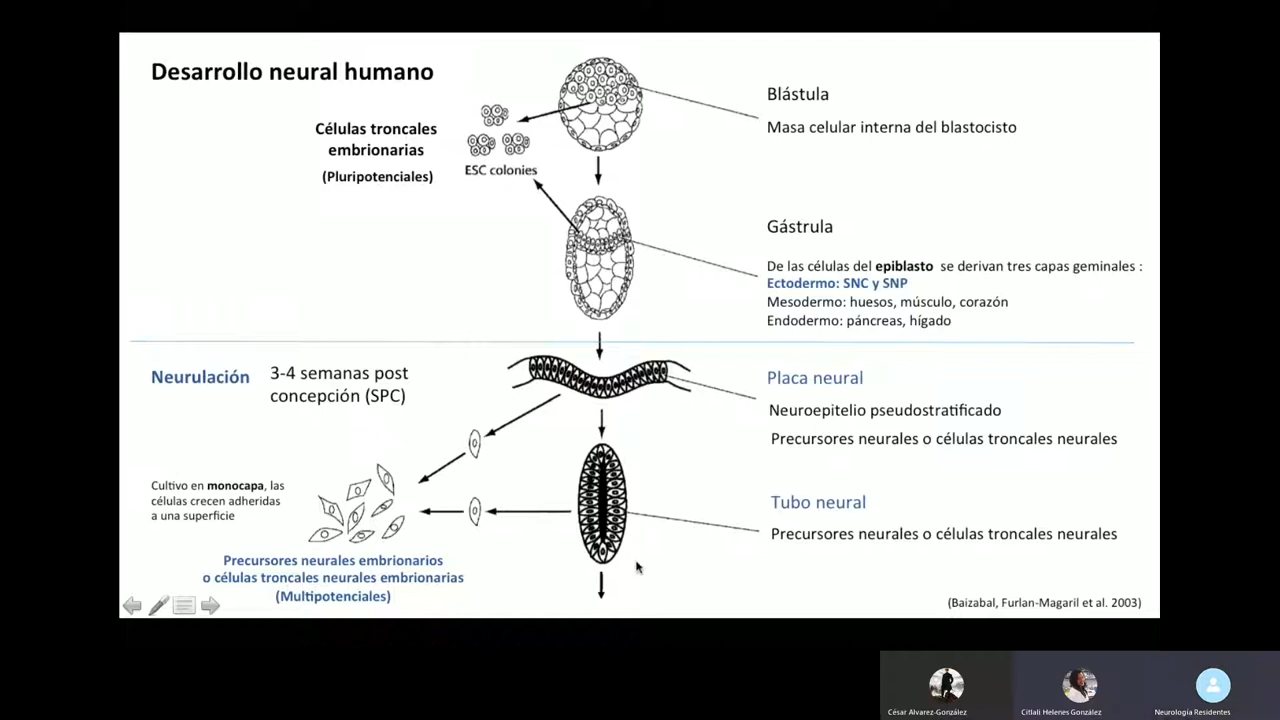 Desarrollo neural humano
Células troncales
embrionarias
(Pluripotenciales)
ESC colonies
Blástula
Masa celular interna del blastocisto
Gástrula
De las células del epiblasto se derivan tres capas geminales :
Ectodermo: SNC y SNP
Mesodermo: huesos, músculo, corazón
Endodermo: páncreas, hígado
Neurulación
3-4 semanas post
concepción (SPC)
Placa neural
Neuroepitelio pseudostratificado
Precursores neurales o células troncales neurales
Cultivo en monocapa, las
células crecen adheridas
a una superficie
Tubo neural
Precursores neurales o células troncales neurales
Precursores neurales embrionarios
o células troncales neurales embrionarias
(Multipotenciales)
(Baizabal, Furlan-Magaril et al. 2003)
César Alvarez-González
Citlali Helenes González
Neurología Residentes